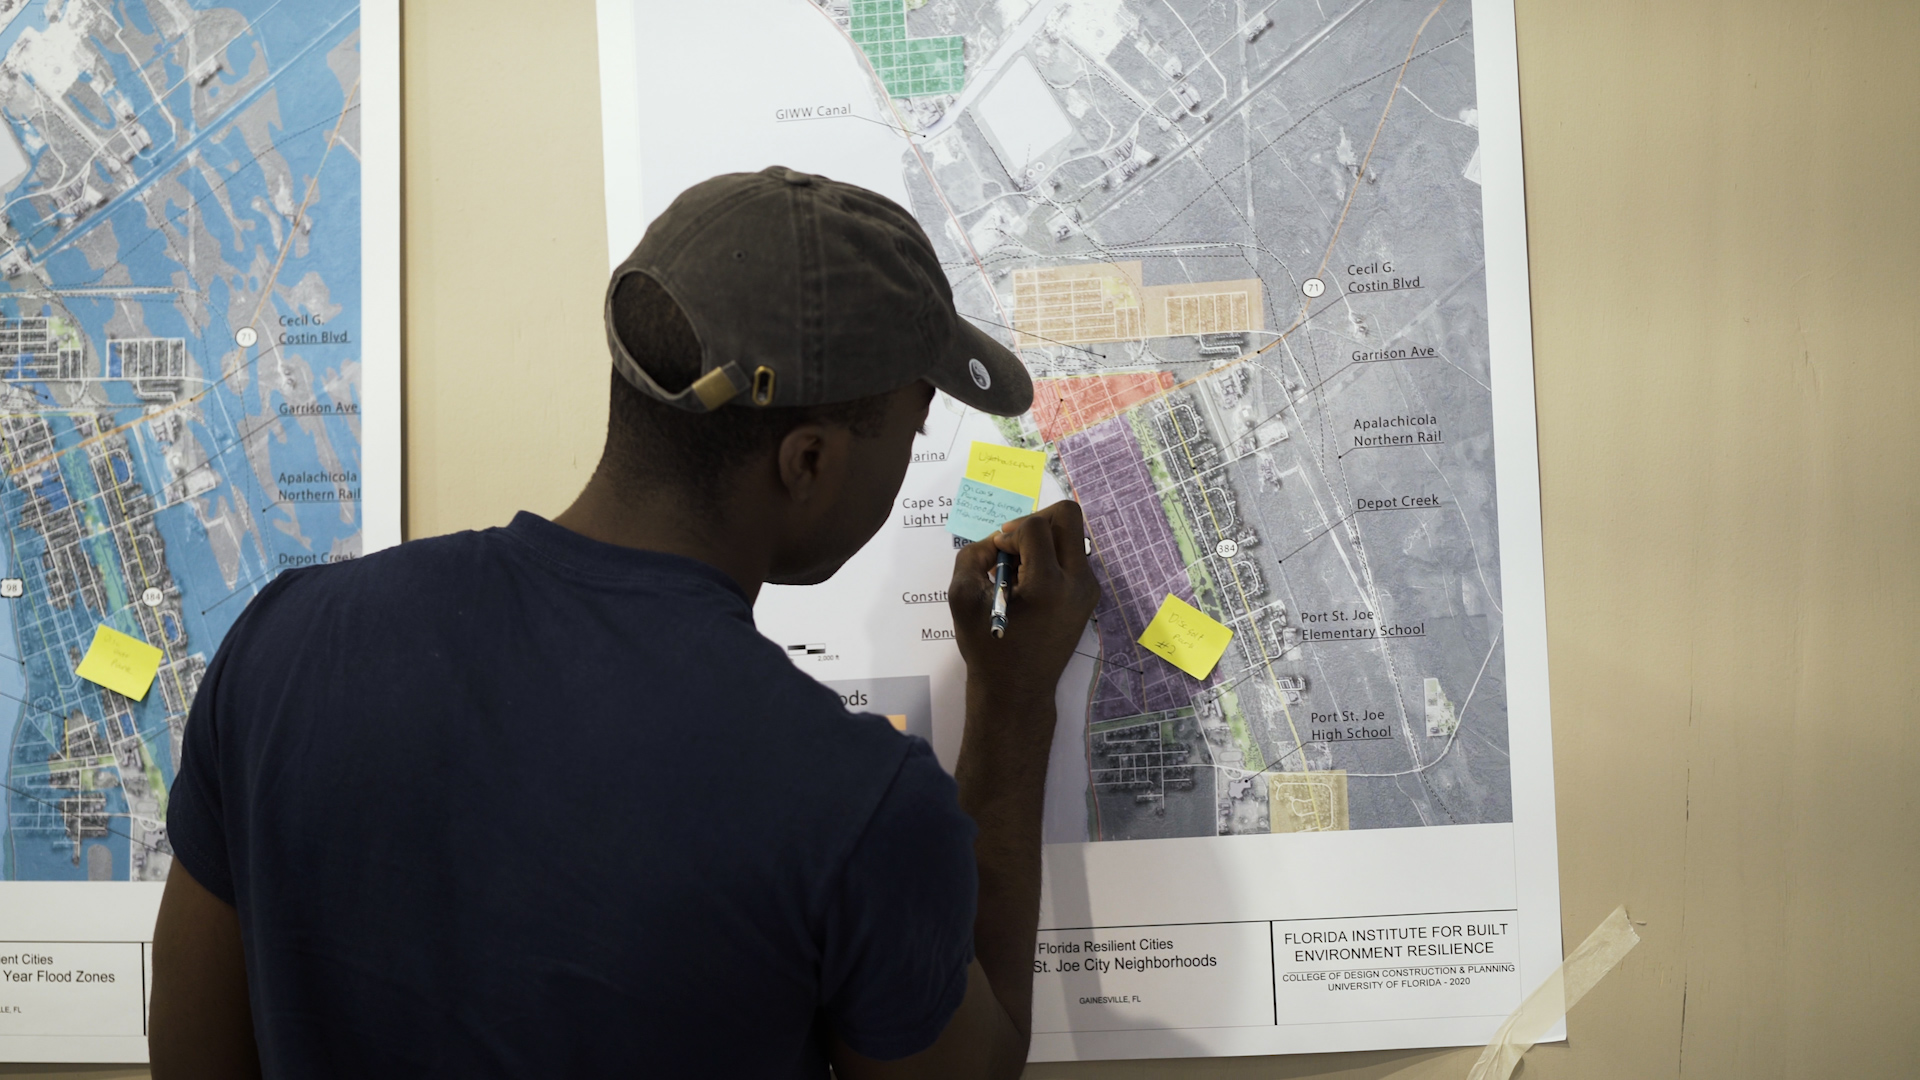 71
Cecil G.
Costin Blvd
Garrison Ave
Apalachicola
Northern Rail
Depot Creek
98
384
ent Cities
Year Flood Zones
LE, FL
GIWW Canal
71
Cecil G.
Costin Blvd
Garrison Ave
Apalachicola
Northern Rail
Depot Creek
arina
#1
Cape Sa
Light H
Re
Constit
Monu
384
#2
Port St. Joe
Elementary School
Port St. Joe
High School
2,000 ft
ods
Florida Resilient Cities
St. Joe City Neighborhoods
GAINESVILLE, FL
FLORIDA INSTITUTE FOR BUILT
ENVIRONMENT RESILIENCE
COLLEGE OF DESIGN CONSTRUCTION & PLANNING
UNIVERSITY OF FLORIDA - 2020